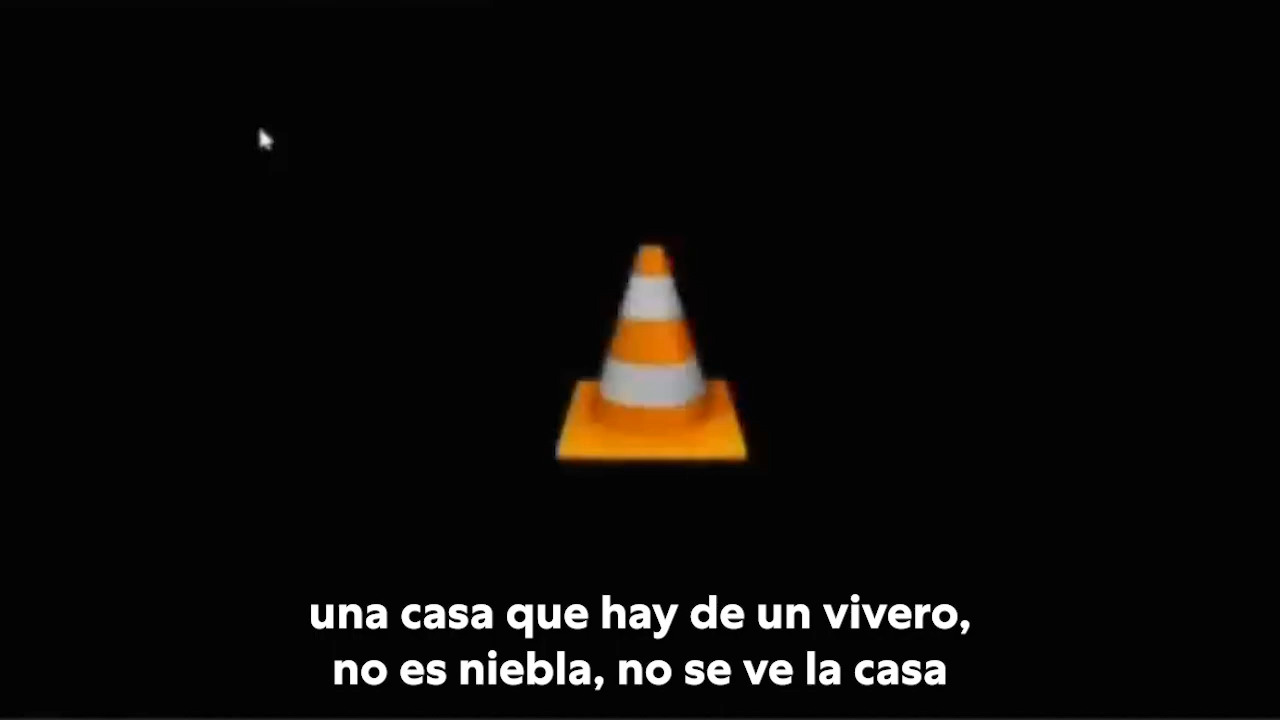 una casa que hay de un vivero,
no es niebla, no se ve la casa